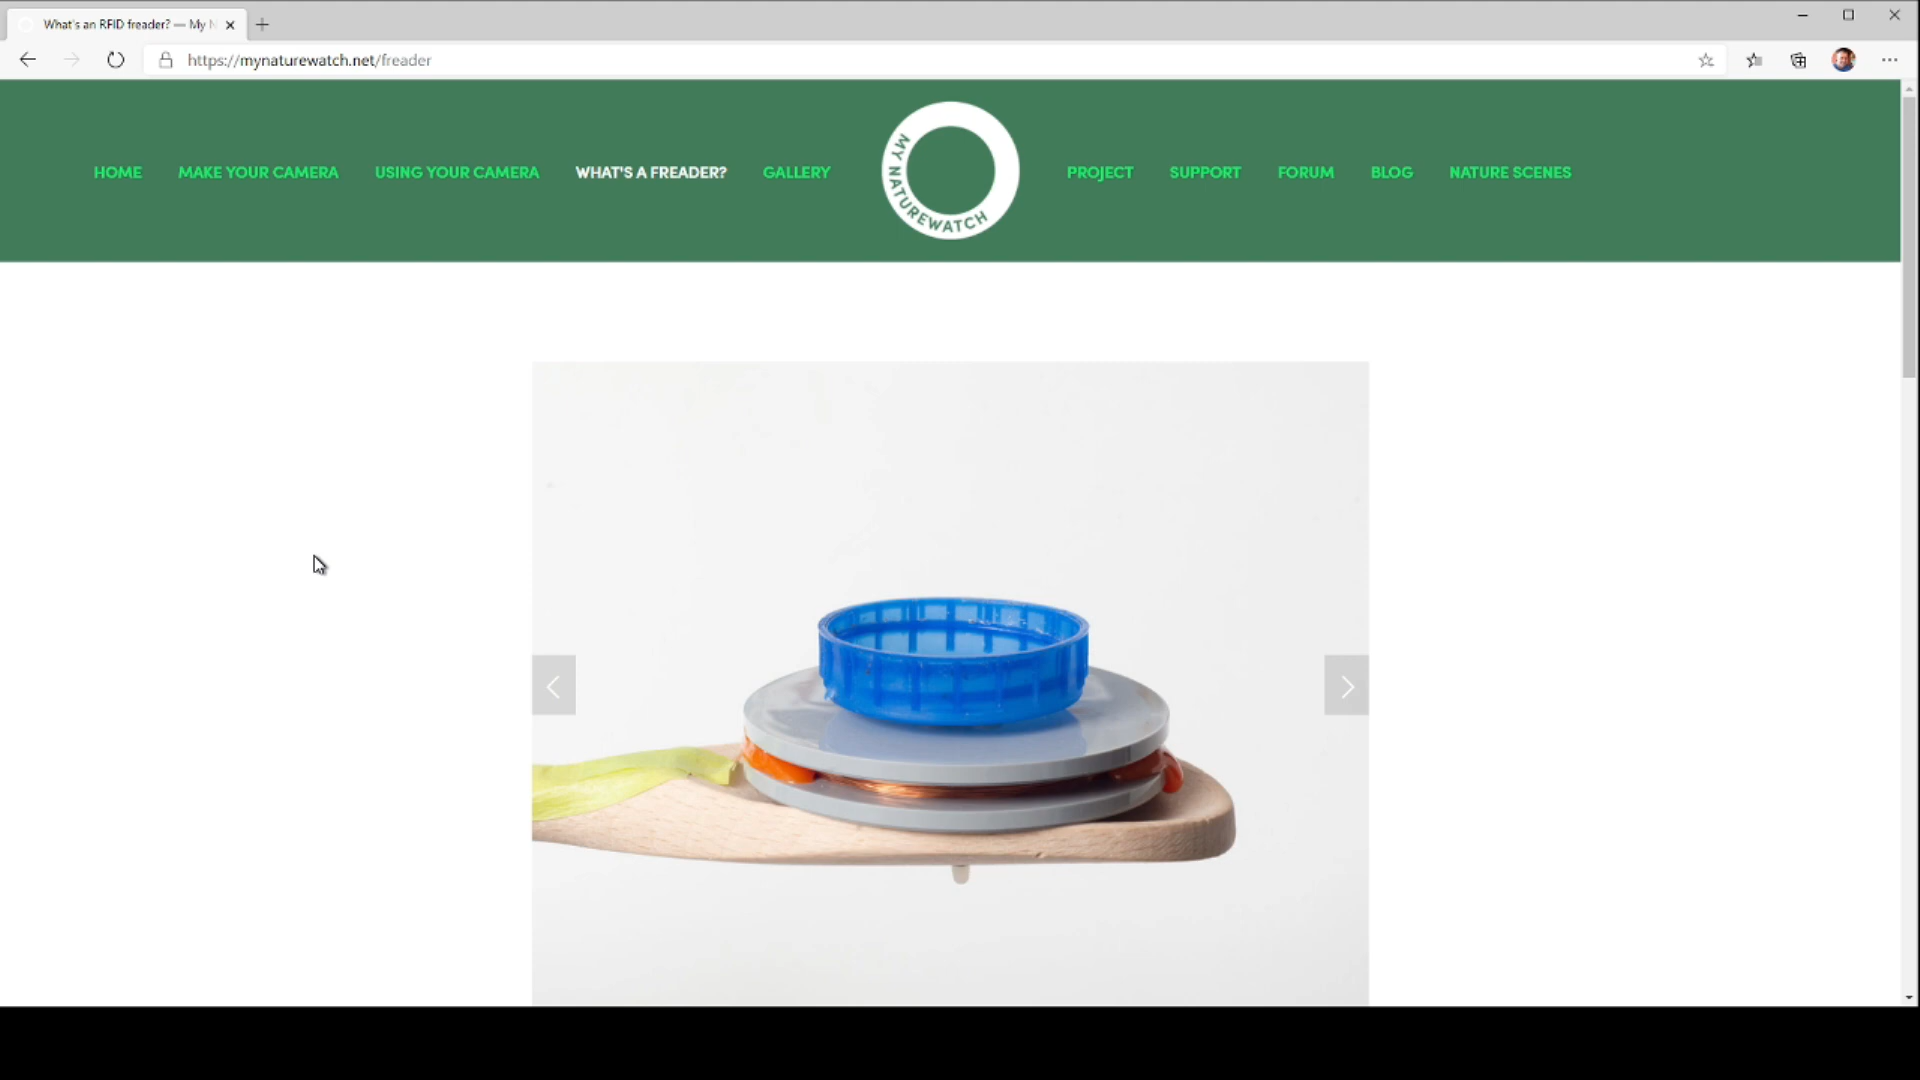 What's an RFID freader? — My N
https://mynaturewatch.net/freader
HOME MAKE YOUR CAMERA USING YOUR CAMERA WHAT'S A FREADER? GALLERY MY NATUREWATCH PROJECT SUPPORT FORUM BLOG NATURE SCENES